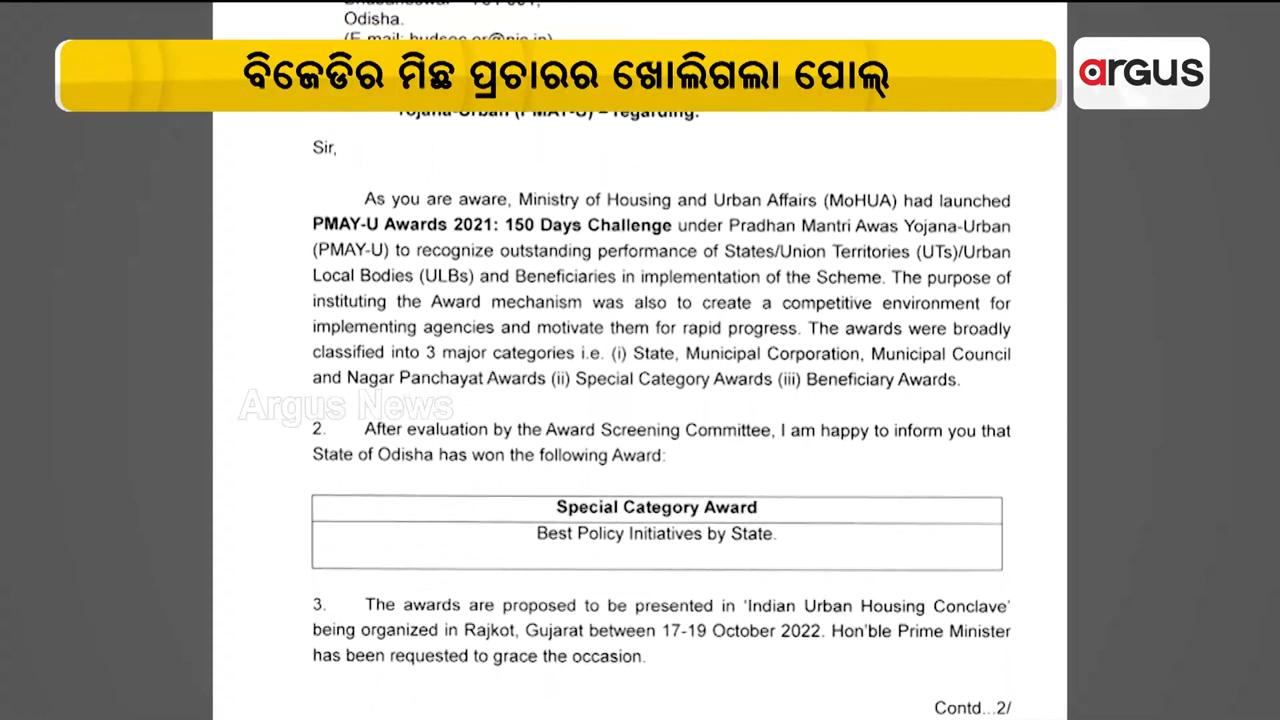 Odisha.
ବିଜେଡିର ମିଛ ପ୍ରଚାରର ଖୋଲିଗଲା ପୋଲ୍
argus
Yojana-Urban (PMAY-U) – regarding.
Sir,
As you are aware, Ministry of Housing and Urban Affairs (MoHUA) had launched
PMAY-U Awards 2021: 150 Days Challenge under Pradhan Mantri Awas Yojana-Urban
(PMAY-U) to recognize outstanding performance of States/Union Territories (UTs)/Urban
Local Bodies (ULBs) and Beneficiaries in implementation of the Scheme. The purpose of
instituting the Award mechanism was also to create a competitive environment for
implementing agencies and motivate them for rapid progress. The awards were broadly
classified into 3 major categories i.e. (i) State, Municipal Corporation, Municipal Council
and Nagar Panchayat Awards (ii) Special Category Awards (iii) Beneficiary Awards.
Argus News
2. After evaluation by the Award Screening Committee, I am happy to inform you that
State of Odisha has won the following Award:
Special Category Award
Best Policy Initiatives by State.
3. The awards are proposed to be presented in ‘Indian Urban Housing Conclave’
being organized in Rajkot, Gujarat between 17-19 October 2022. Hon’ble Prime Minister
has been requested to grace the occasion.
Contd...2/